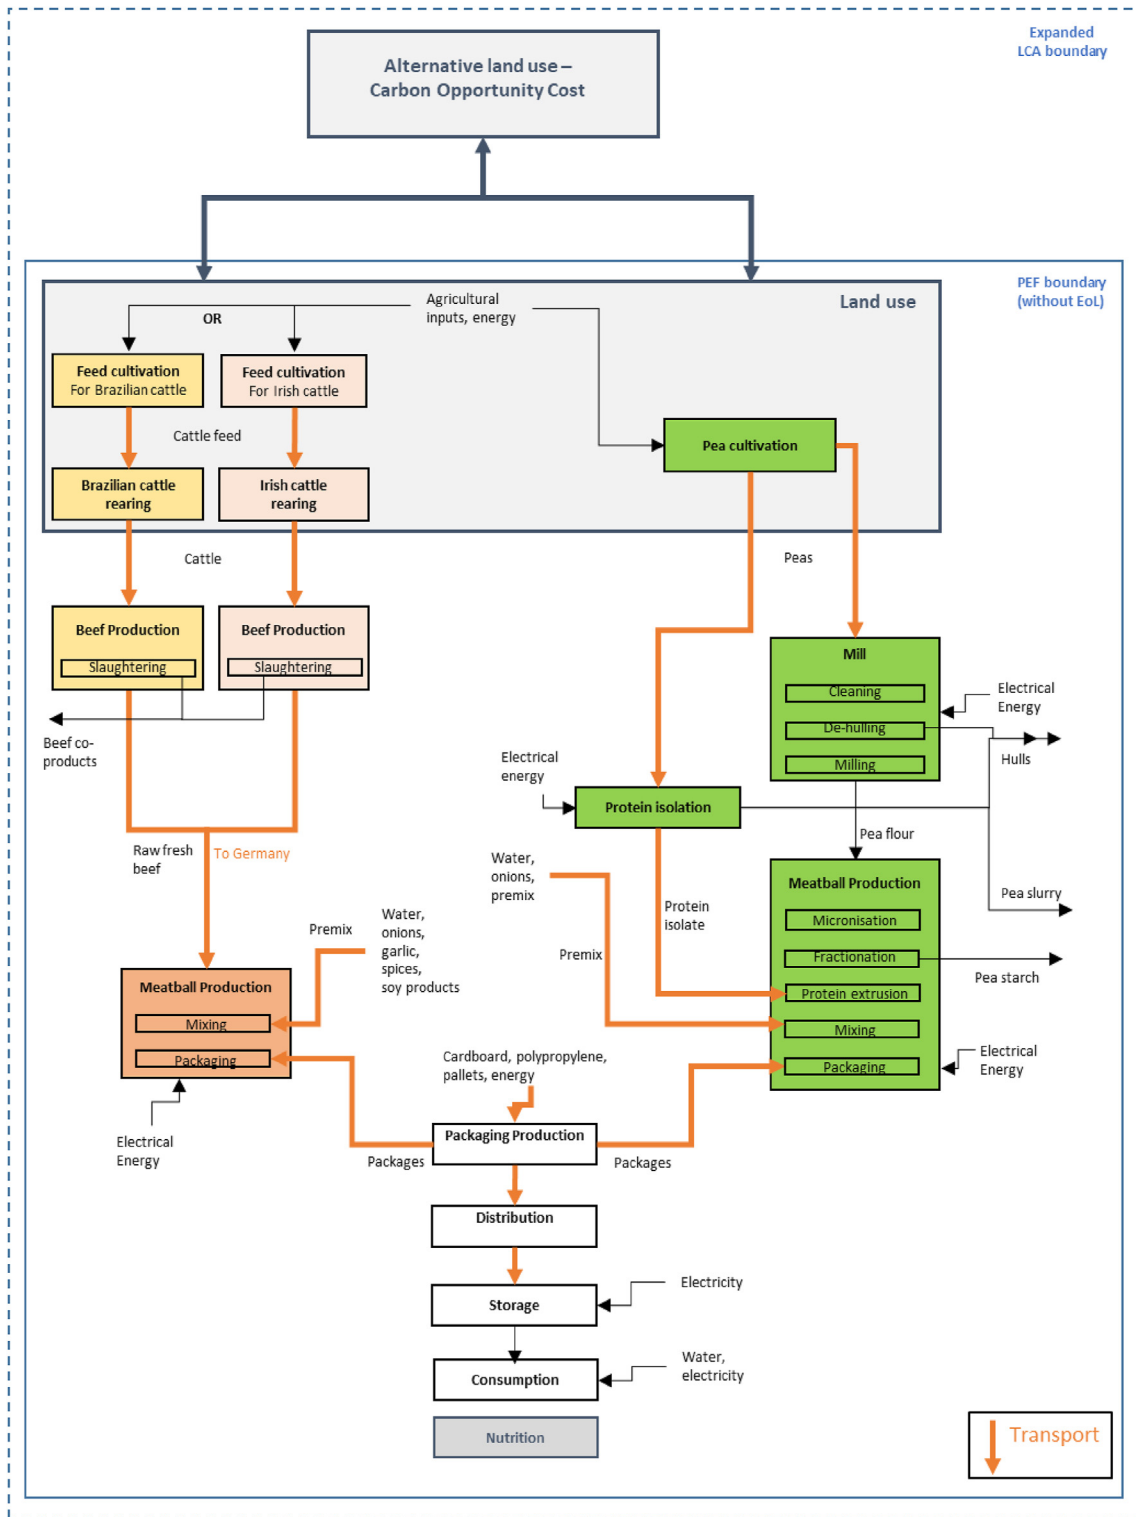 Expanded
LCA boundary
Alternative land use –
Carbon Opportunity Cost
PEF boundary
(without EoL)
Land use
Agricultural
inputs, energy
OR
Feed cultivation
For Brazilian cattle
Feed cultivation
For Irish cattle
Cattle feed
Pea cultivation
Brazilian cattle
rearing
Irish cattle
rearing
Cattle
Peas
Beef Production
Slaughtering
Beef Production
Slaughtering
Mill
Cleaning
De-hulling
Milling
Electrical
Energy
Hulls
Beef co-
products
Electrical
energy
Protein isolation
Pea flour
Raw fresh
beef
To Germany
Water,
onions,
premix
Meatball Production
Micronisation
Fractionation
Protein extrusion
Mixing
Packaging
Pea slurry
Pea starch
Protein
isolate
Premix
Premix
Water,
onions,
garlic,
spices,
soy products
Meatball Production
Mixing
Packaging
Electrical
Energy
Cardboard, polypropylene,
pallets, energy
Electrical
Energy
Packaging Production
Packages
Packages
Distribution
Storage
Electricity
Consumption
Water,
electricity
Nutrition
Transport